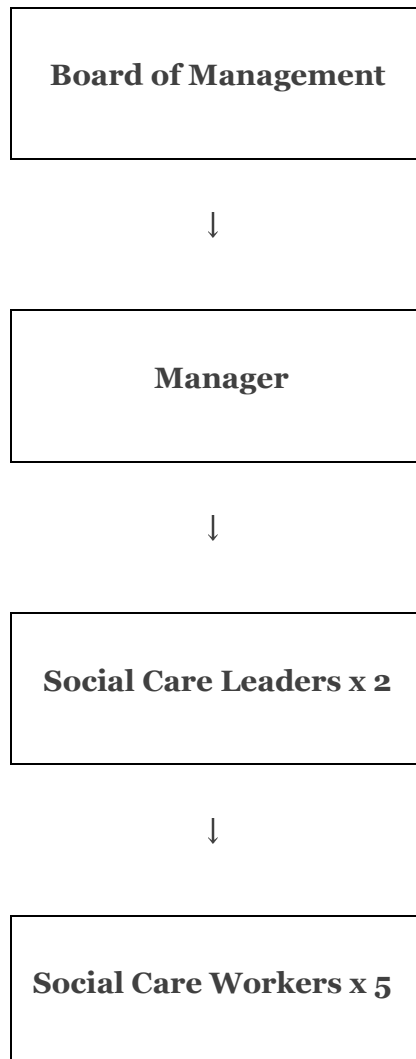 Board of Management
↓
Manager
↓
Social Care Leaders x 2
↓
Social Care Workers x 5